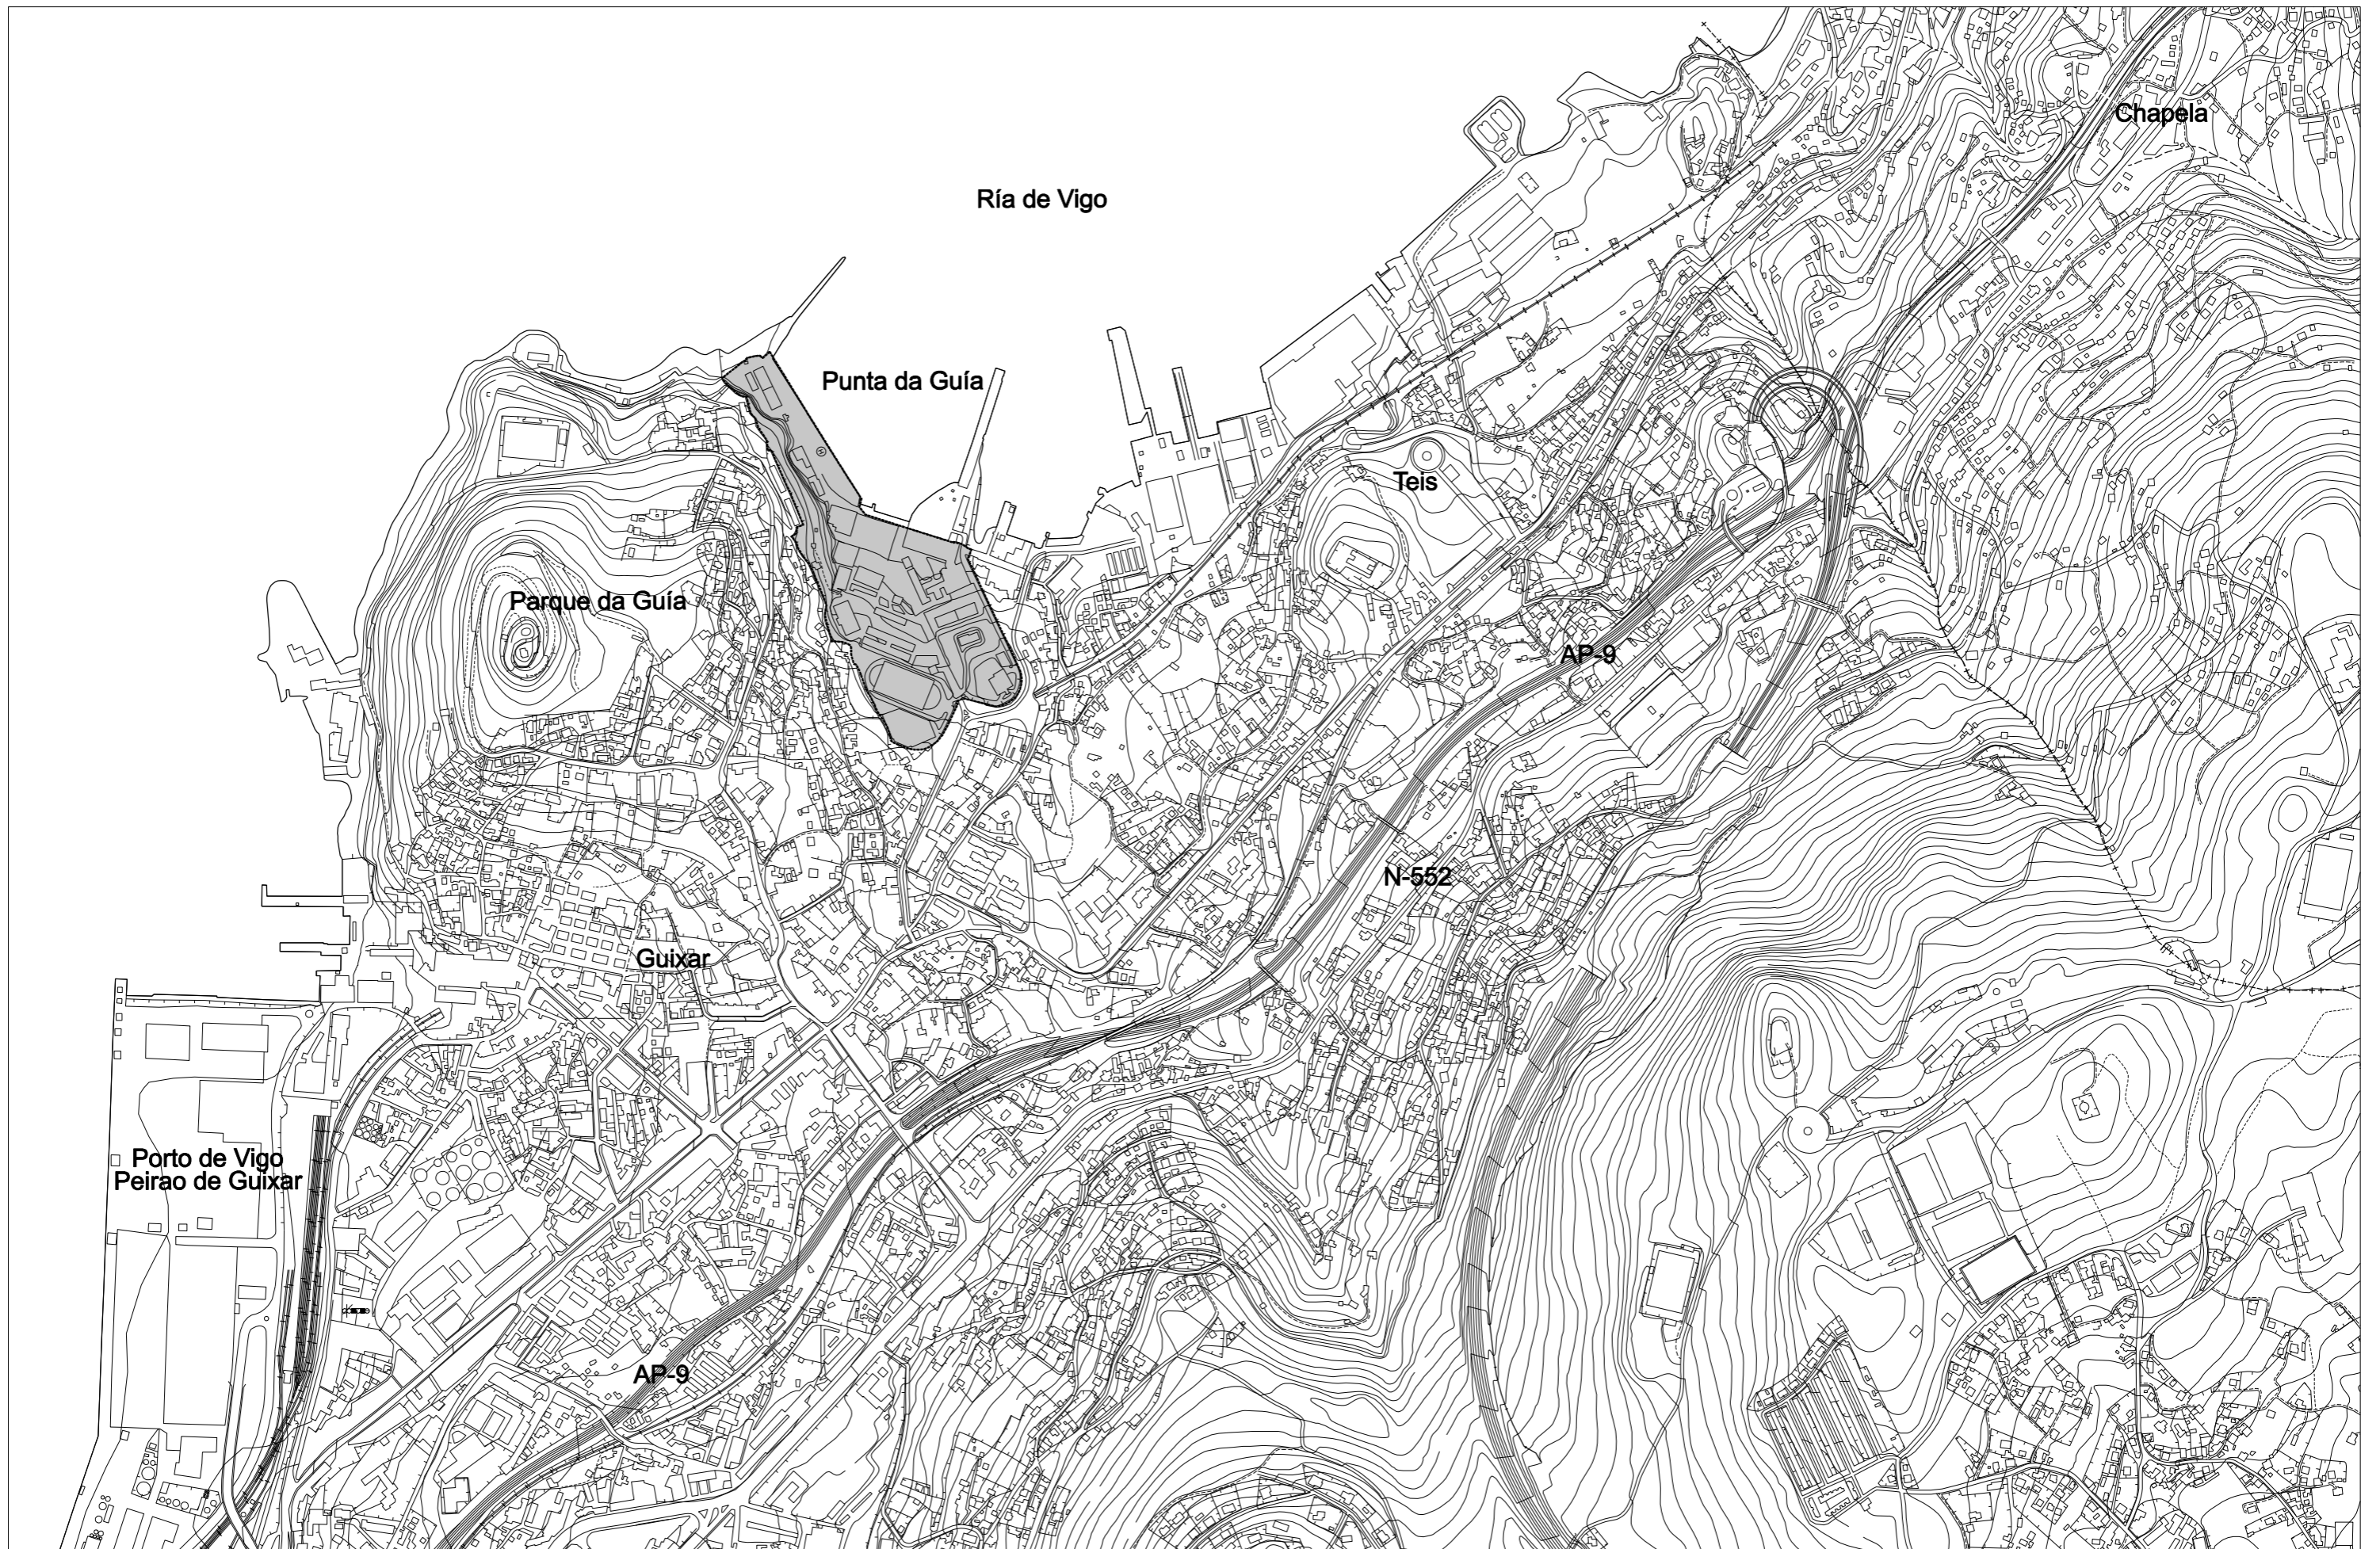 Chapela
Ría de Vigo
Punta da Guía
Teis
Parque da Guía
AP-9
N-552
Guixar
Porto de Vigo
Peirao de Guixar
AP-9